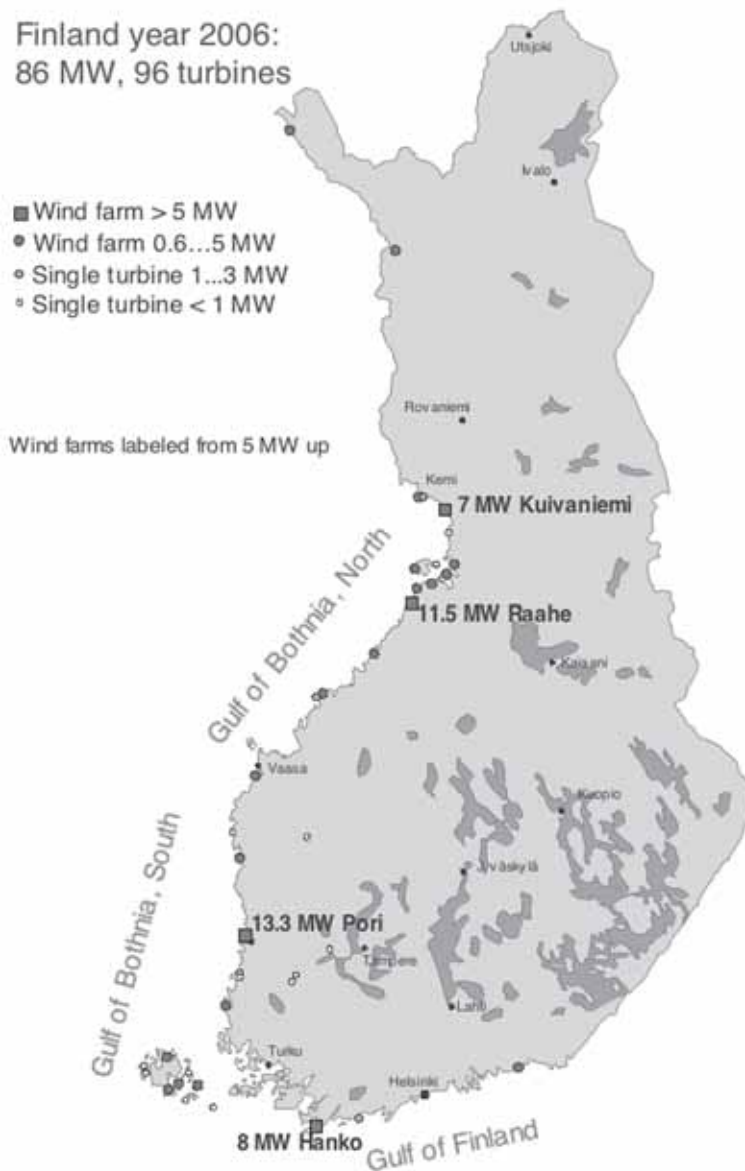 Finland year 2006:
86 MW, 96 turbines
Utsjoki
Ivalo
Wind farm > 5 MW
Wind farm 0.6...5 MW
Single turbine 1...3 MW
Single turbine < 1 MW
Rovaniemi
Wind farms labeled from 5 MW up
Kemi
7 MW Kuivaniemi
Gulf of Bothnia, North
11.5 MW Raahe
Vaasa
Kuopio
Jyväskylä
Gulf of Bothnia, South
13.3 MW Pori
Lahti
Turku
Helsinki
8 MW Hanko
Gulf of Finland